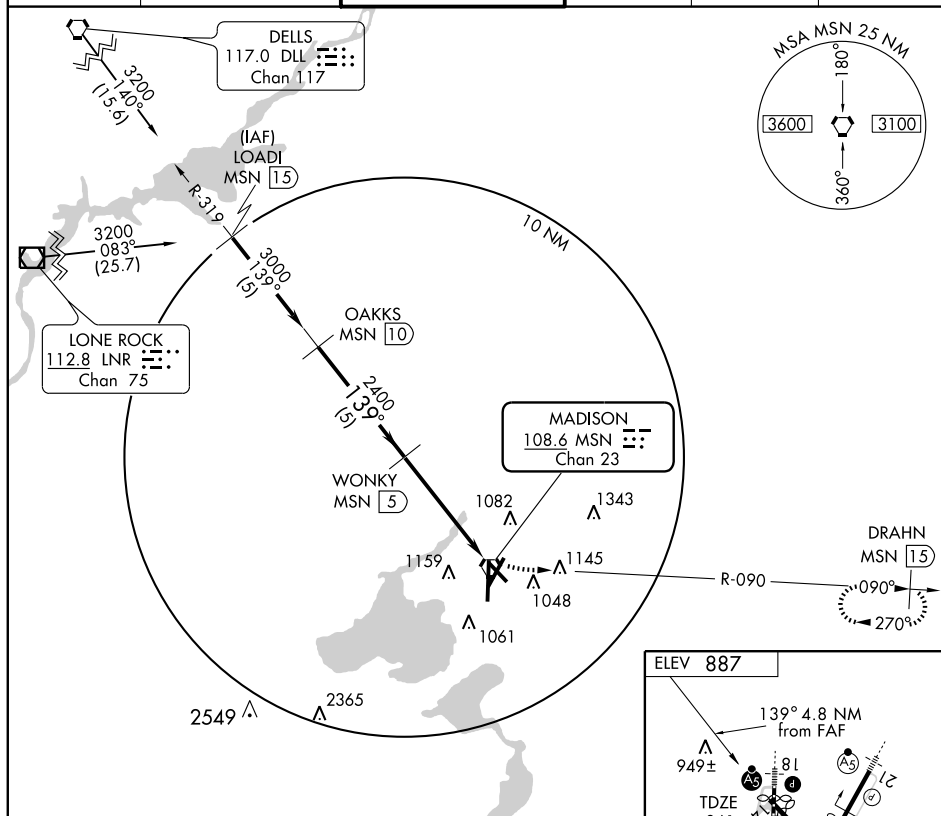 DELLS
117.0 DLL
Chan 117
3200
140°
(15.6)
MSA MSN 25 NM
180°
3600
3100
360°
(IAF)
LOADI
MSN 15
R-319
10 NM
3200
083°
(25.7)
3000
139°
(5)
LONE ROCK
112.8 LNR
Chan 75
OAKKS
MSN 10
2400
139°
(5)
MADISON
108.6 MSN
Chan 23
WONKY
MSN 5
1082
1343
1159
1145
1048
1061
DRAHN
MSN 15
R-090
090°
270°
2549
2365
ELEV 887
139° 4.8 NM
from FAF
949±
A5
18
P
A5
21
P
TDZE